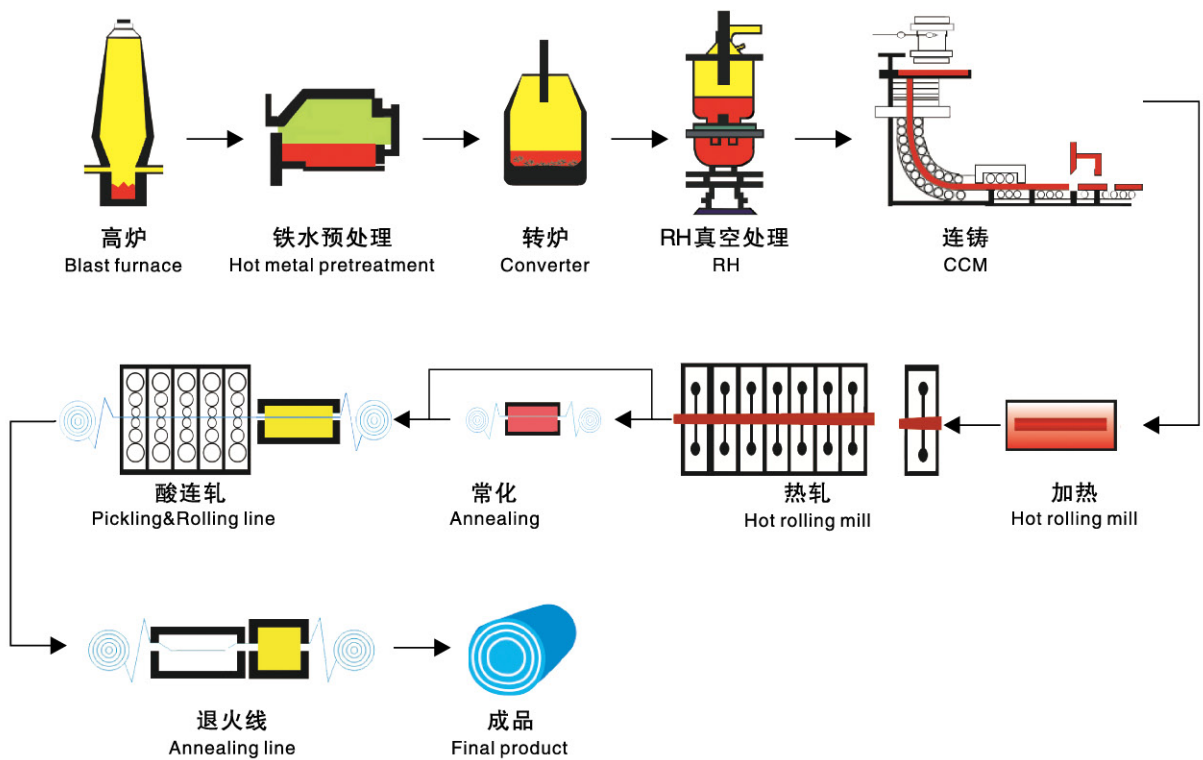 高炉
Blast furnace
铁水预处理
Hot metal pretreatment
转炉
Converter
RH真空处理
RH
连铸
CCM
酸连轧
Pickling&Rolling line
常化
Annealing
热轧
Hot rolling mill
加热
Hot rolling mill
退火线
Annealing line
成品
Final product